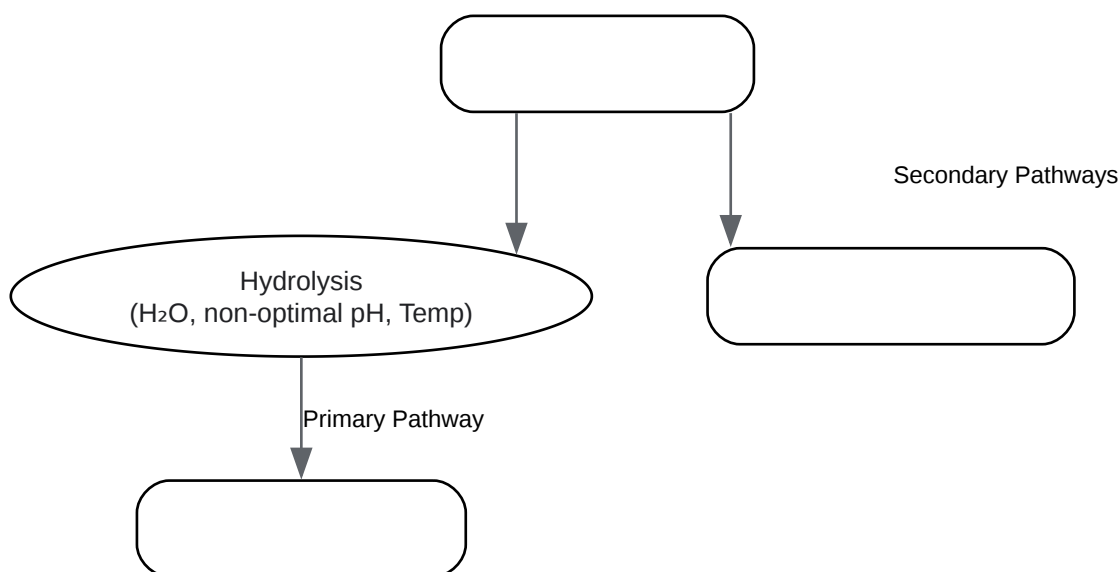 Secondary Pathways
Hydrolysis
(H₂O, non-optimal pH, Temp)
Primary Pathway